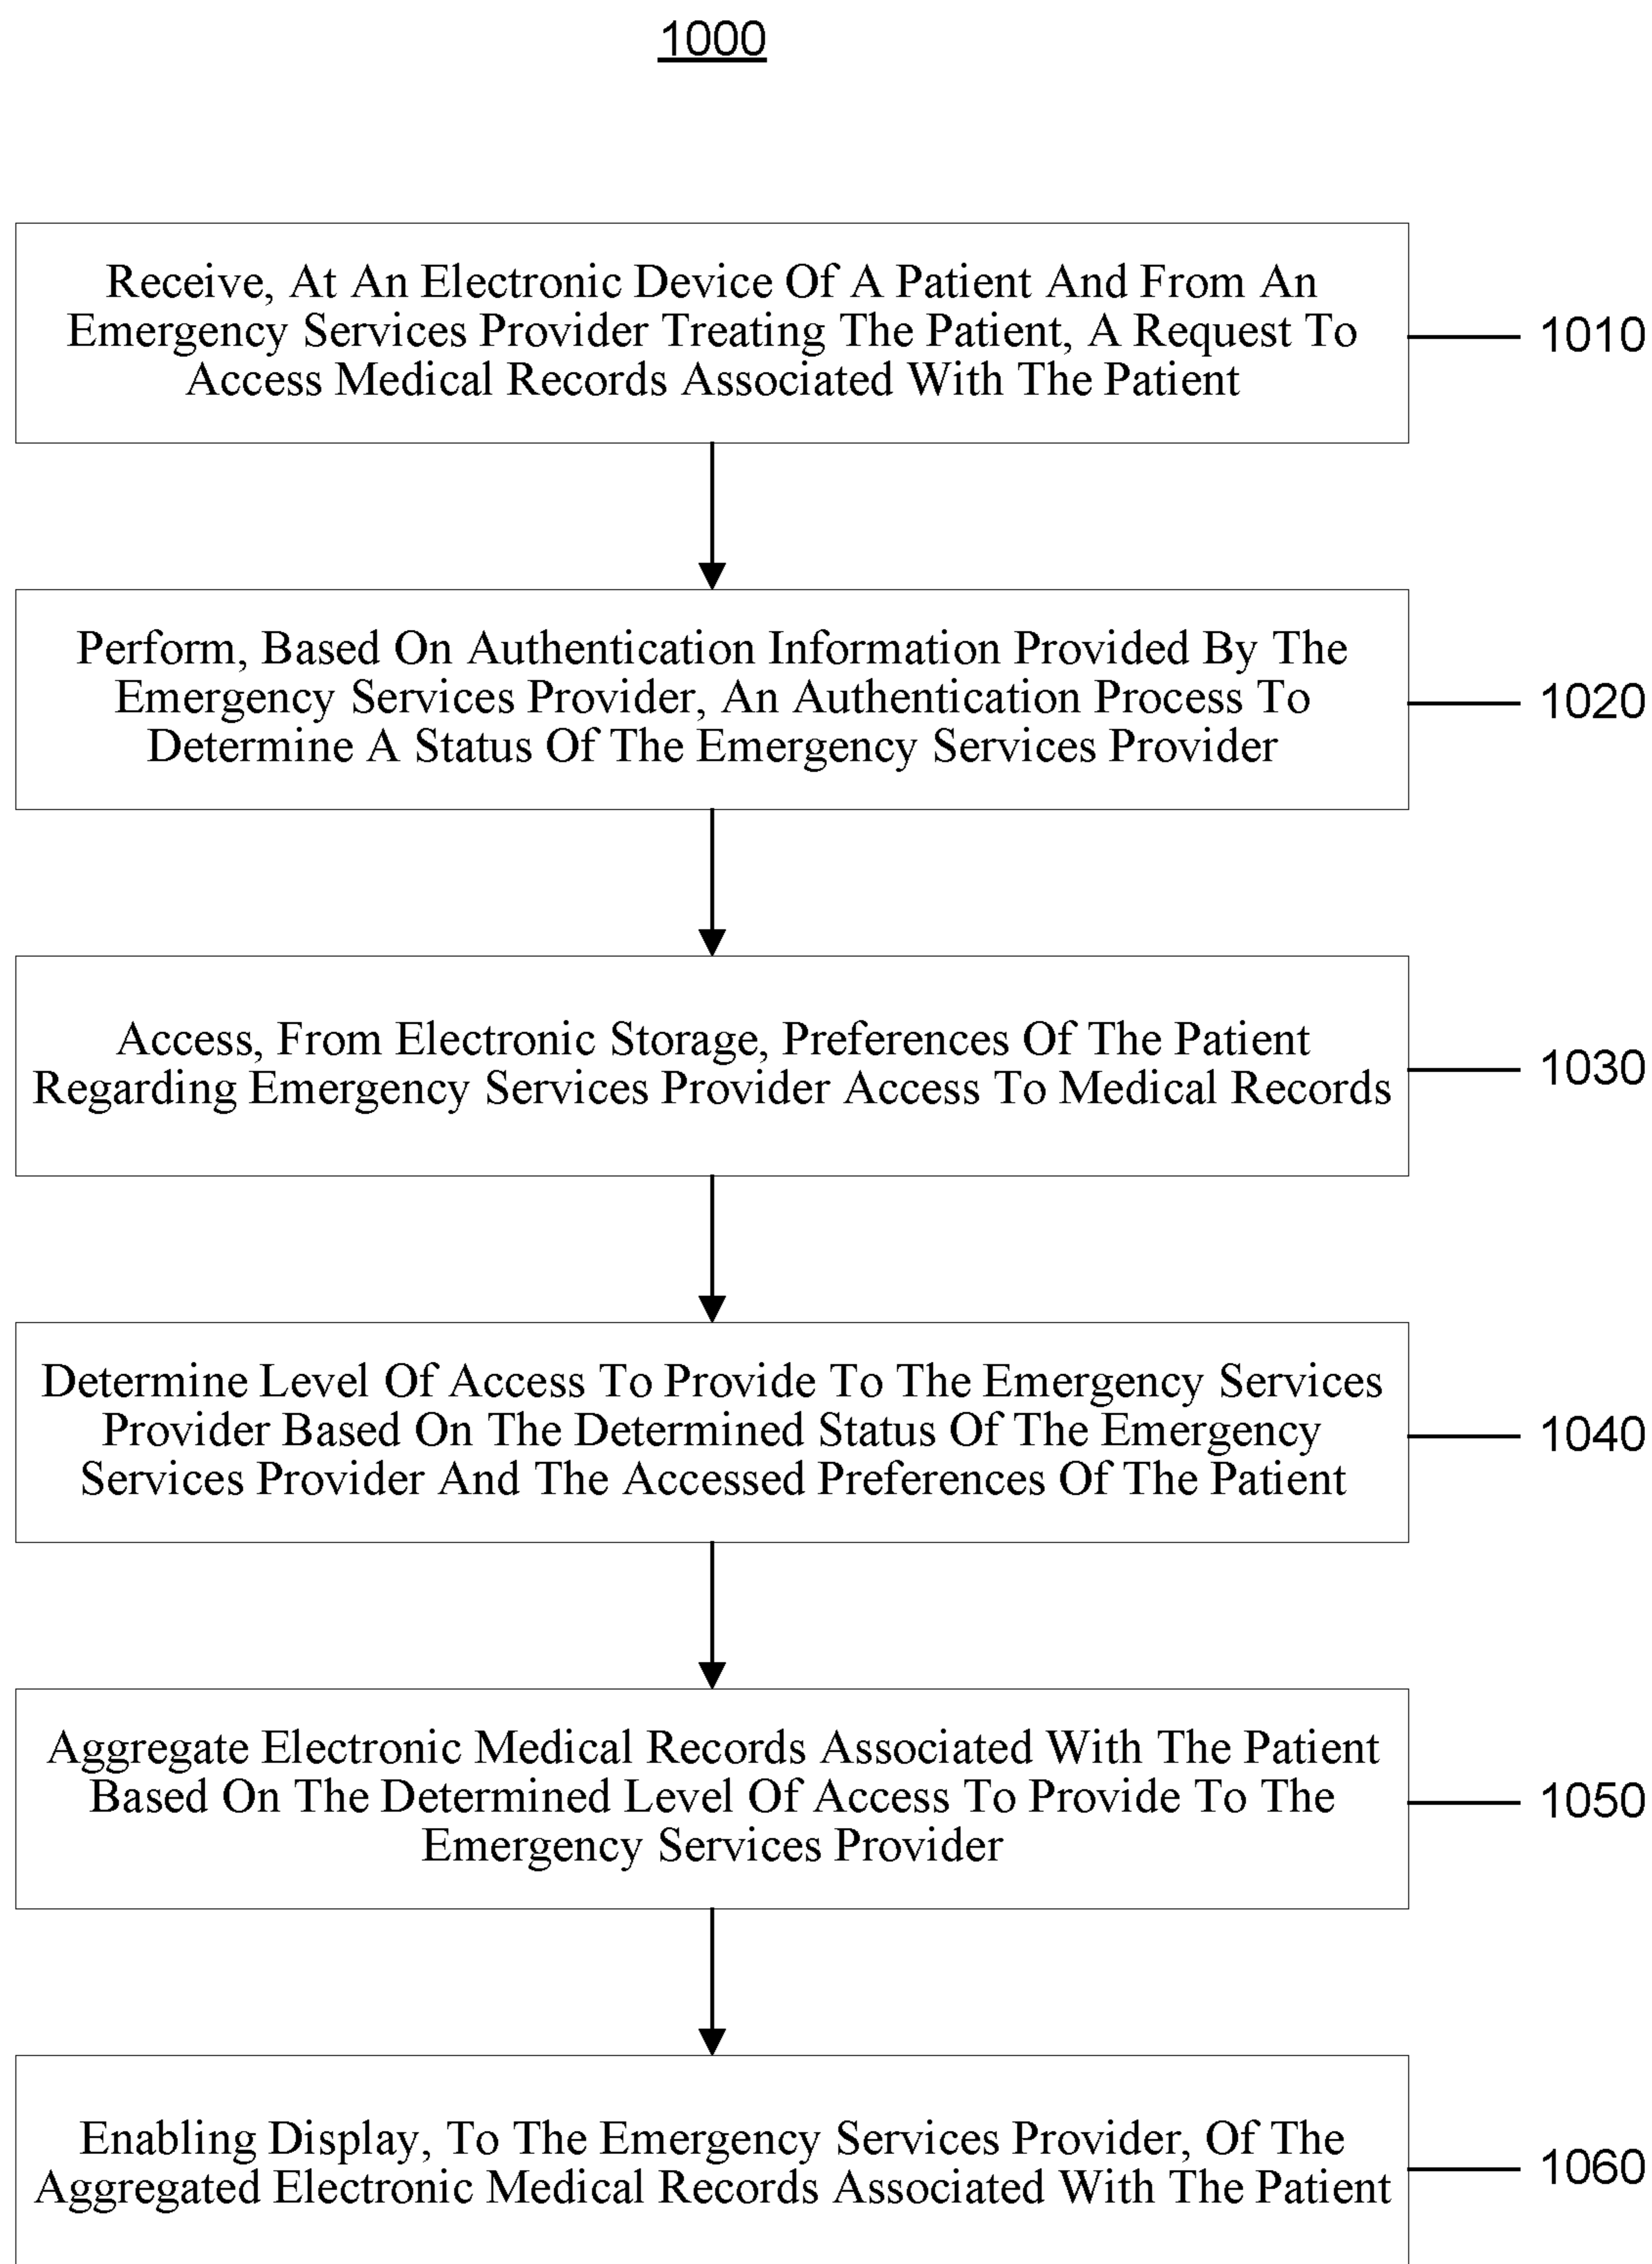 1000
Receive, At An Electronic Device Of A Patient And From An
Emergency Services Provider Treating The Patient, A Request To
Access Medical Records Associated With The Patient
1010
Perform, Based On Authentication Information Provided By The
Emergency Services Provider, An Authentication Process To
Determine A Status Of The Emergency Services Provider
1020
Access, From Electronic Storage, Preferences Of The Patient
Regarding Emergency Services Provider Access To Medical Records
1030
Determine Level Of Access To Provide To The Emergency Services
Provider Based On The Determined Status Of The Emergency
Services Provider And The Accessed Preferences Of The Patient
1040
Aggregate Electronic Medical Records Associated With The Patient
Based On The Determined Level Of Access To Provide To The
Emergency Services Provider
1050
Enabling Display, To The Emergency Services Provider, Of The
Aggregated Electronic Medical Records Associated With The Patient
1060